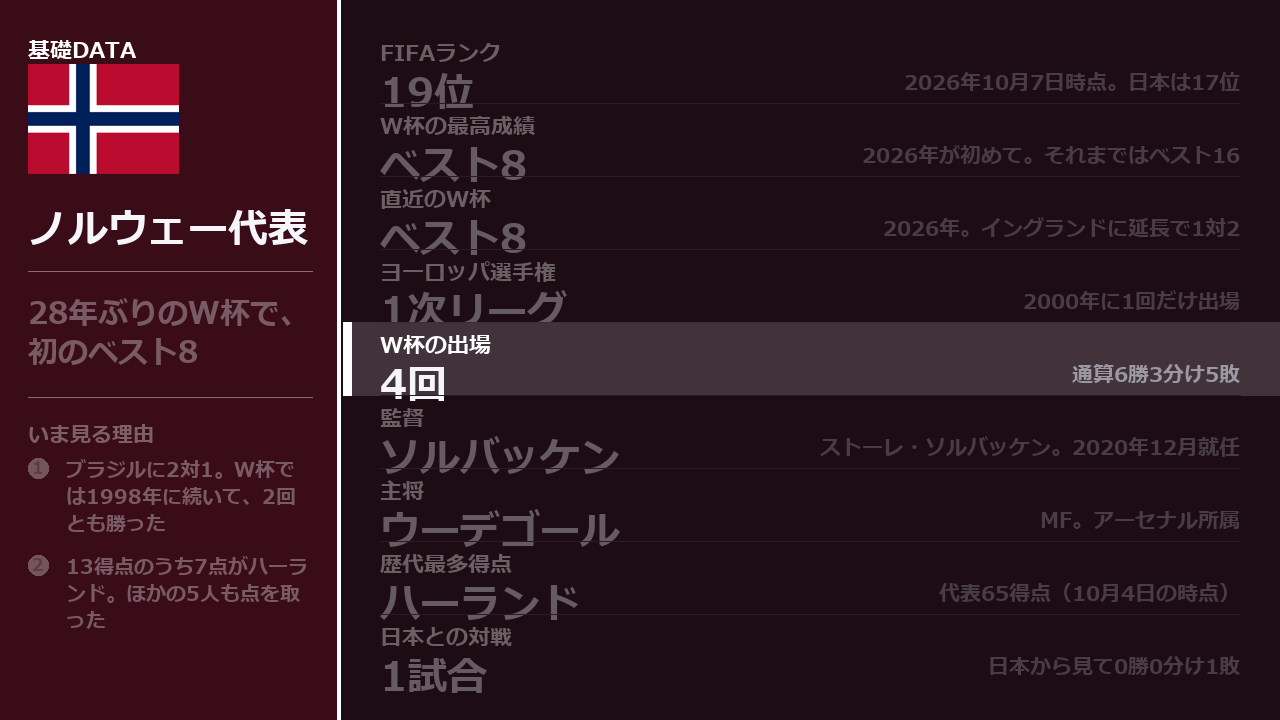 基礎DATA
ノルウェー代表
28年ぶりのW杯で、
初のベスト8
いま見る理由
1 ブラジルに2対1。W杯で
は1998年に続いて、2回
とも勝った
2 13得点のうち7点がハーラ
ンド。ほかの5人も点を取
った
FIFAランク
19位 2026年10月7日時点。日本は17位
W杯の最高成績
ベスト8 2026年が初めて。それまではベスト16
直近のW杯
ベスト8 2026年。イングランドに延長で1対2
ヨーロッパ選手権
1次リーグ 2000年に1回だけ出場
W杯の出場
4回 通算6勝3分け5敗
監督
ソルバッケン ストーレ・ソルバッケン。2020年12月就任
主将
ウーデゴール MF。アーセナル所属
歴代最多得点
ハーランド 代表65得点（10月4日の時点）
日本との対戦
1試合 日本から見て0勝0分け1敗